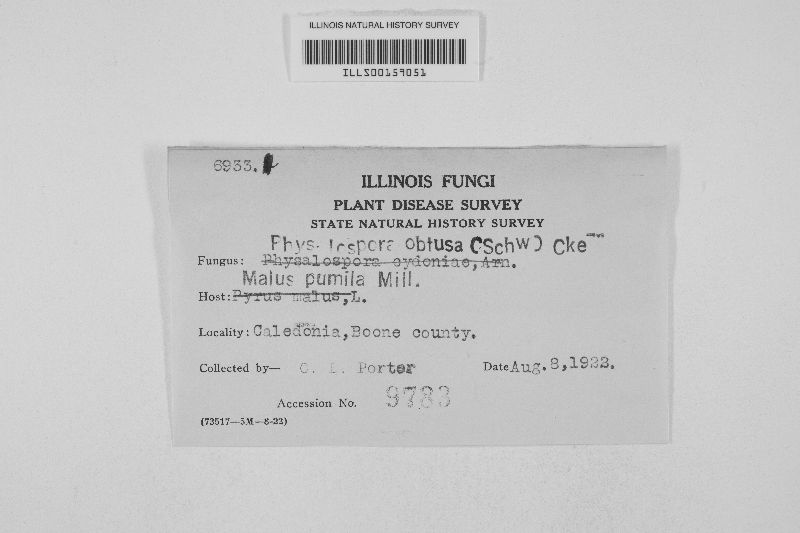 ILLINOIS NATURAL HISTORY SURVEY
ILLS00159051
6933.
ILLINOIS FUNGI
PLANT DISEASE SURVEY
STATE NATURAL HISTORY SURVEY
obtusa (Schw) Cke
Fungus: Physalospora cydoniae, Arn.
Malus pumila Mill.
Host: Pyrus malus, L.
Locality: Caledonia, Boone county.
Collected by— Porter Date Aug. 8, 1922.
Accession No. 9783
(73517—5M—8-22)